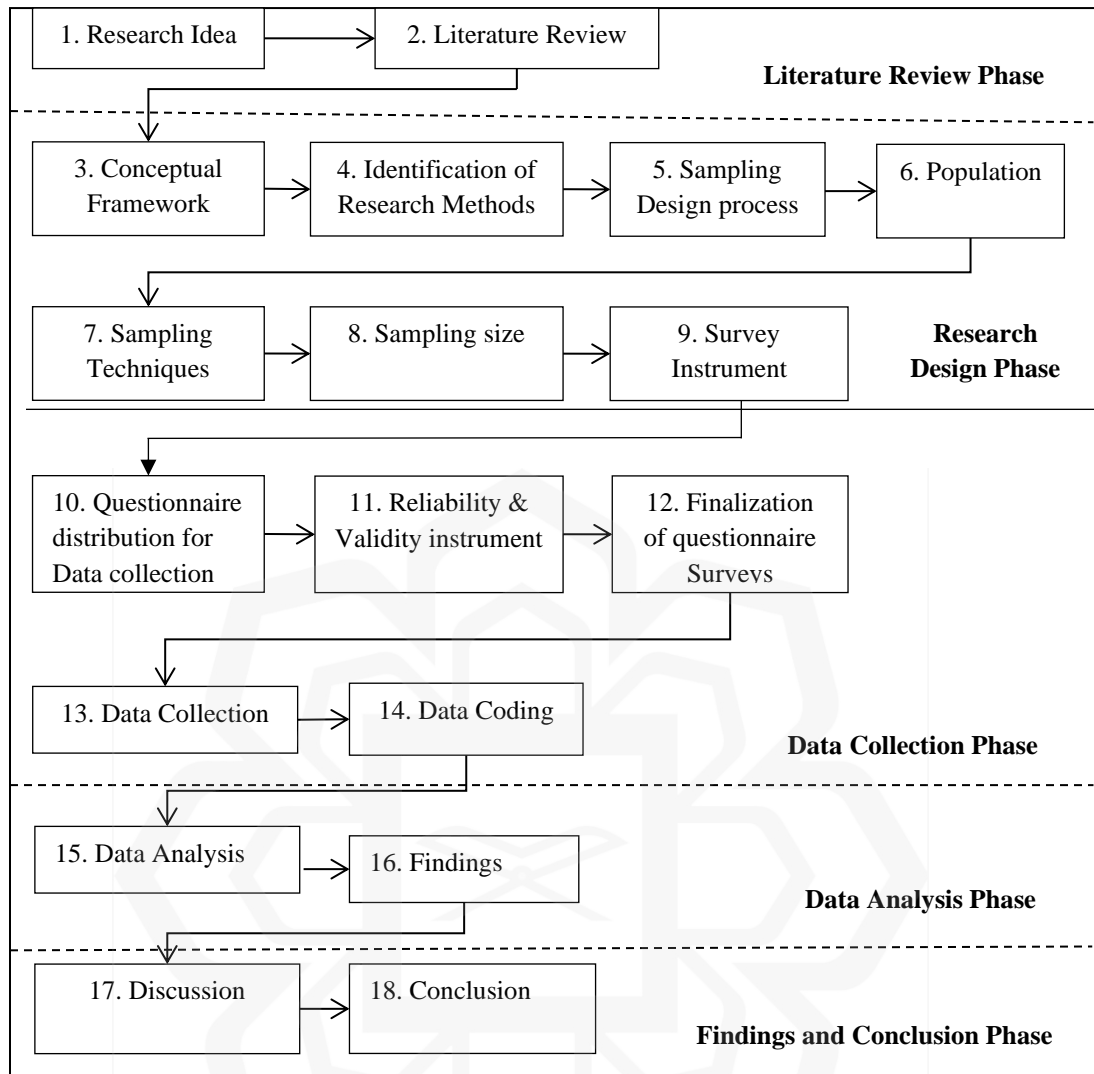 1. Research Idea
2. Literature Review
Literature Review Phase
3. Conceptual
Framework
4. Identification of
Research Methods
5. Sampling
Design process
6. Population
7. Sampling
Techniques
8. Sampling size
9. Survey
Instrument
Research
Design Phase
10. Questionnaire
distribution for
Data collection
11. Reliability &
Validity instrument
12. Finalization
of questionnaire
Surveys
13. Data Collection
14. Data Coding
Data Collection Phase
15. Data Analysis
16. Findings
Data Analysis Phase
17. Discussion
18. Conclusion
Findings and Conclusion Phase